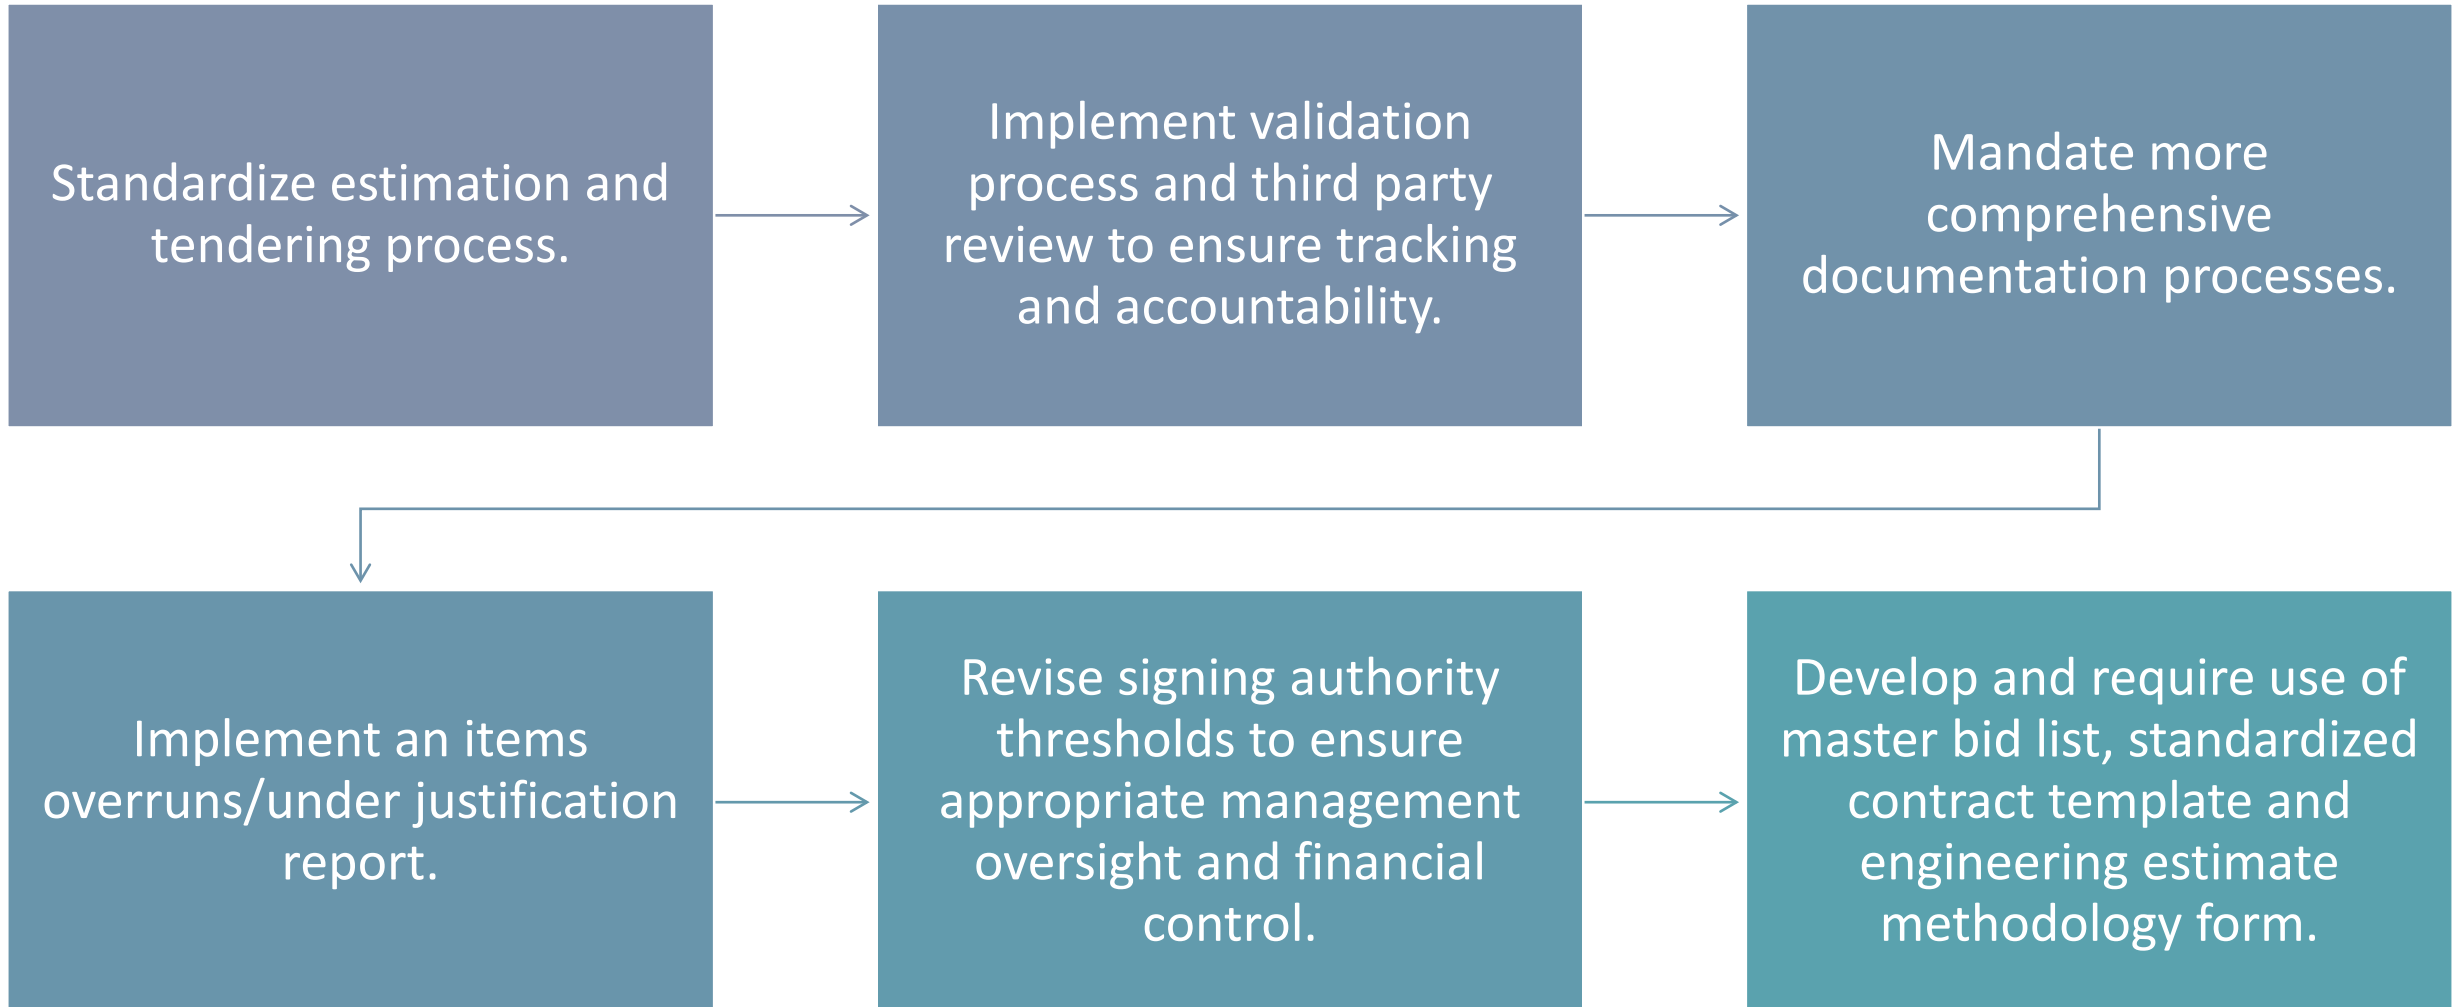 Standardize estimation and
tendering process.
Implement validation
process and third party
review to ensure tracking
and accountability.
Mandate more
comprehensive
documentation processes.
Implement an items
overruns/under justification
report.
Revise signing authority
thresholds to ensure
appropriate management
oversight and financial
control.
Develop and require use of
master bid list, standardized
contract template and
engineering estimate
methodology form.